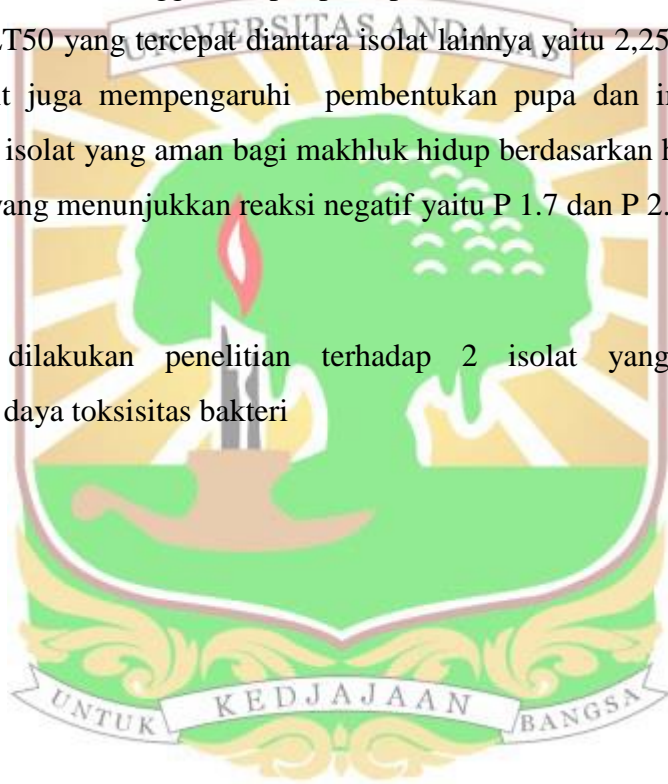 UNIVERSITAS ANDALAS
LT50 yang tercepat diantara isolat lainnya yaitu 2,25
juga mempengaruhi pembentukan pupa dan
isolat yang aman bagi makhluk hidup berdasarkan
yang menunjukkan reaksi negatif yaitu P 1.7 dan P 2.
dilakukan penelitian terhadap 2 isolat yang
daya toksisitas bakteri
UNTUK KEDJAJAAN BANGSA